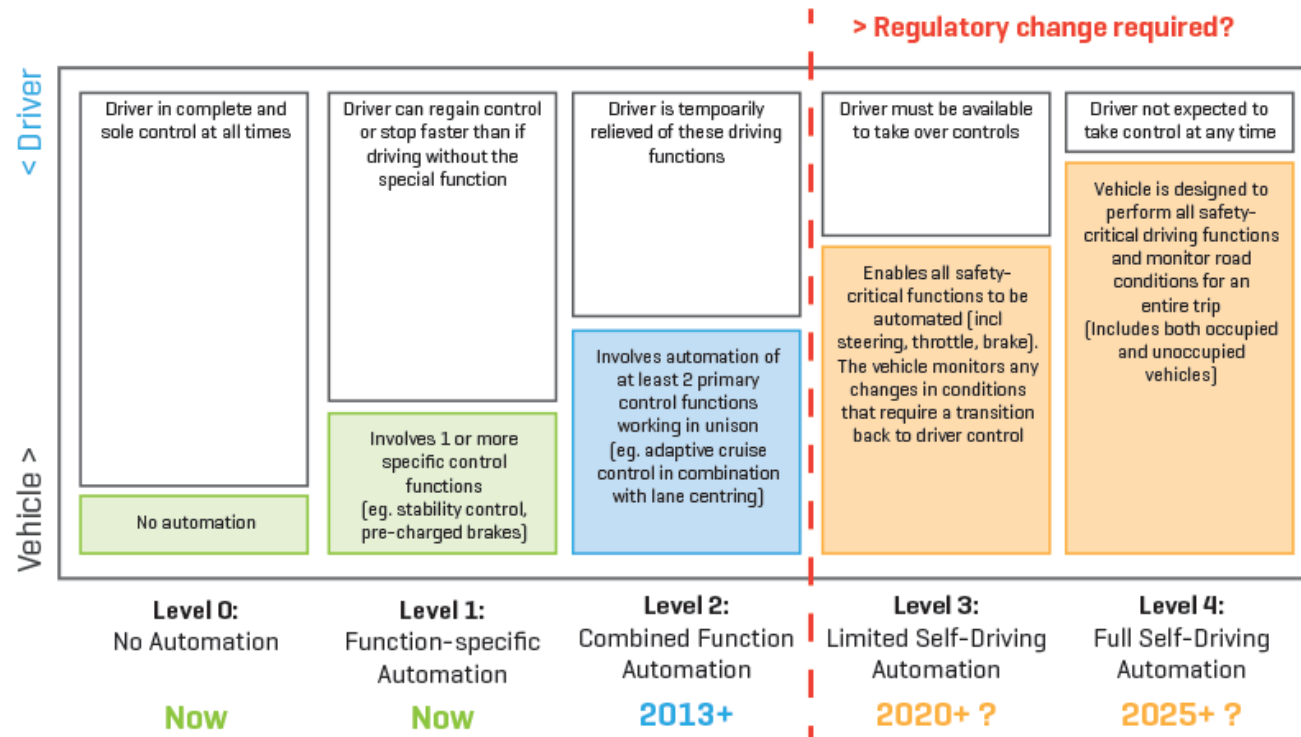 > Regulatory change required?
< Driver
Vehicle >
Driver in complete and
sole control at all times
No automation
Driver can regain control
or stop faster than if
driving without the
special function
Involves 1 or more
specific control
functions
(eg. stability control,
pre-charged brakes)
Driver is temporarily
relieved of these driving
functions
Involves automation of
at least 2 primary
control functions
working in unison
(eg. adaptive cruise
control in combination
with lane centring)
Driver must be available
to take over controls
Enables all safety-
critical functions to be
automated (incl
steering, throttle, brake).
The vehicle monitors any
changes in conditions
that require a transition
back to driver control
Driver not expected to
take control at any time
Vehicle is designed to
perform all safety-
critical driving functions
and monitor road
conditions for an
entire trip
(Includes both occupied
and unoccupied
vehicles)
Level 0:
No Automation
Now
Level 1:
Function-specific
Automation
Now
Level 2:
Combined Function
Automation
2013+
Level 3:
Limited Self-Driving
Automation
2020+ ?
Level 4:
Full Self-Driving
Automation
2025+ ?